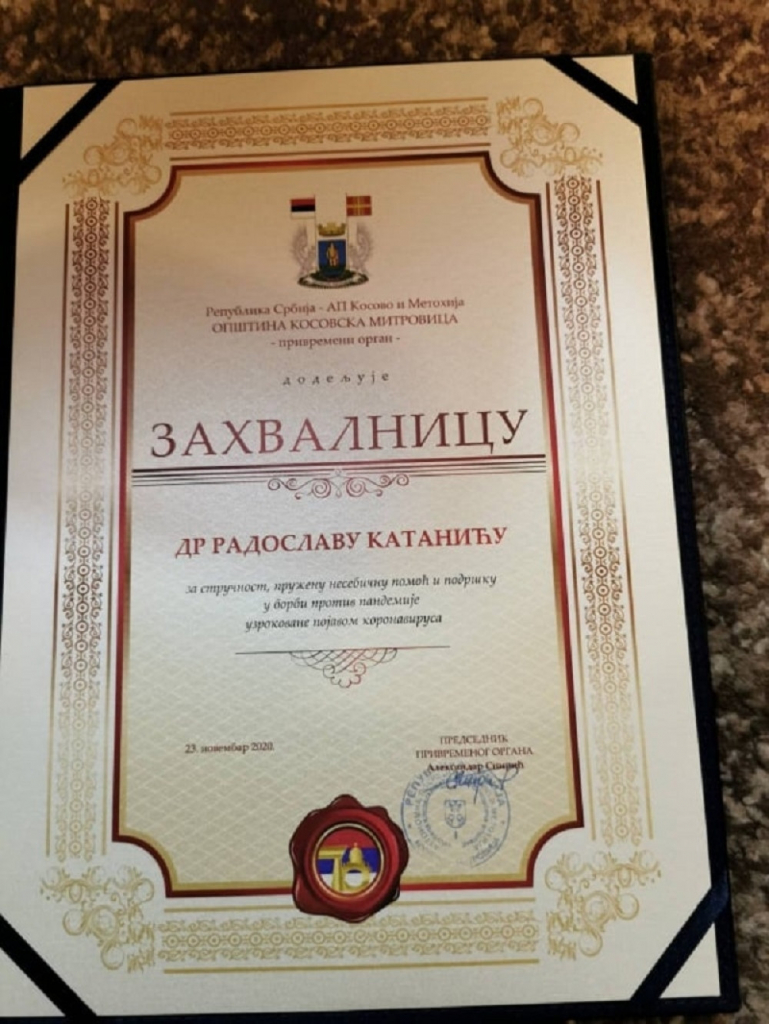 Република Србија - АП Косово и Метохија
ОПШТИНА КОСОВСКА МИТРОВИЦА
- привремени орган -
додељује
ЗАХВАЛНИЦУ
ДР РАДОСЛАВУ КАТАНИЋУ
за стручност, пружену несебичну помоћ и подршку
у борби против пандемије
узроковане појавом коронавируса
23. новембар 2020.
ПРЕДСЕДНИК
ПРИВРЕМЕНОГ ОРГАНА
Александар